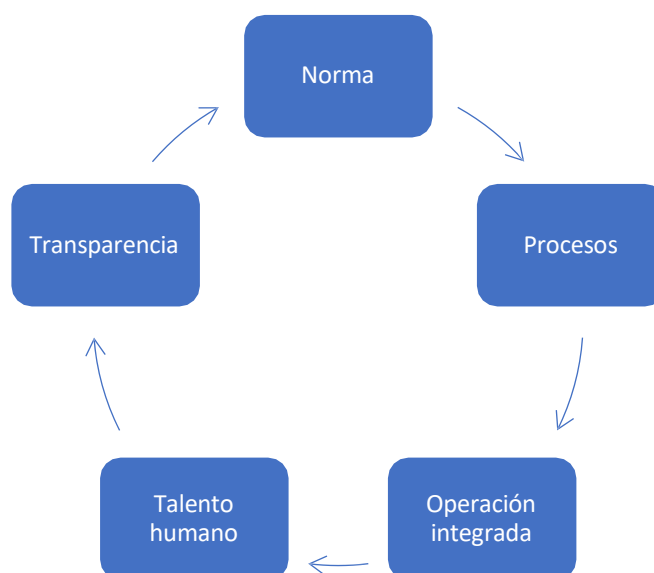 Norma
Procesos
Operación
integrada
Talento
humano
Transparencia